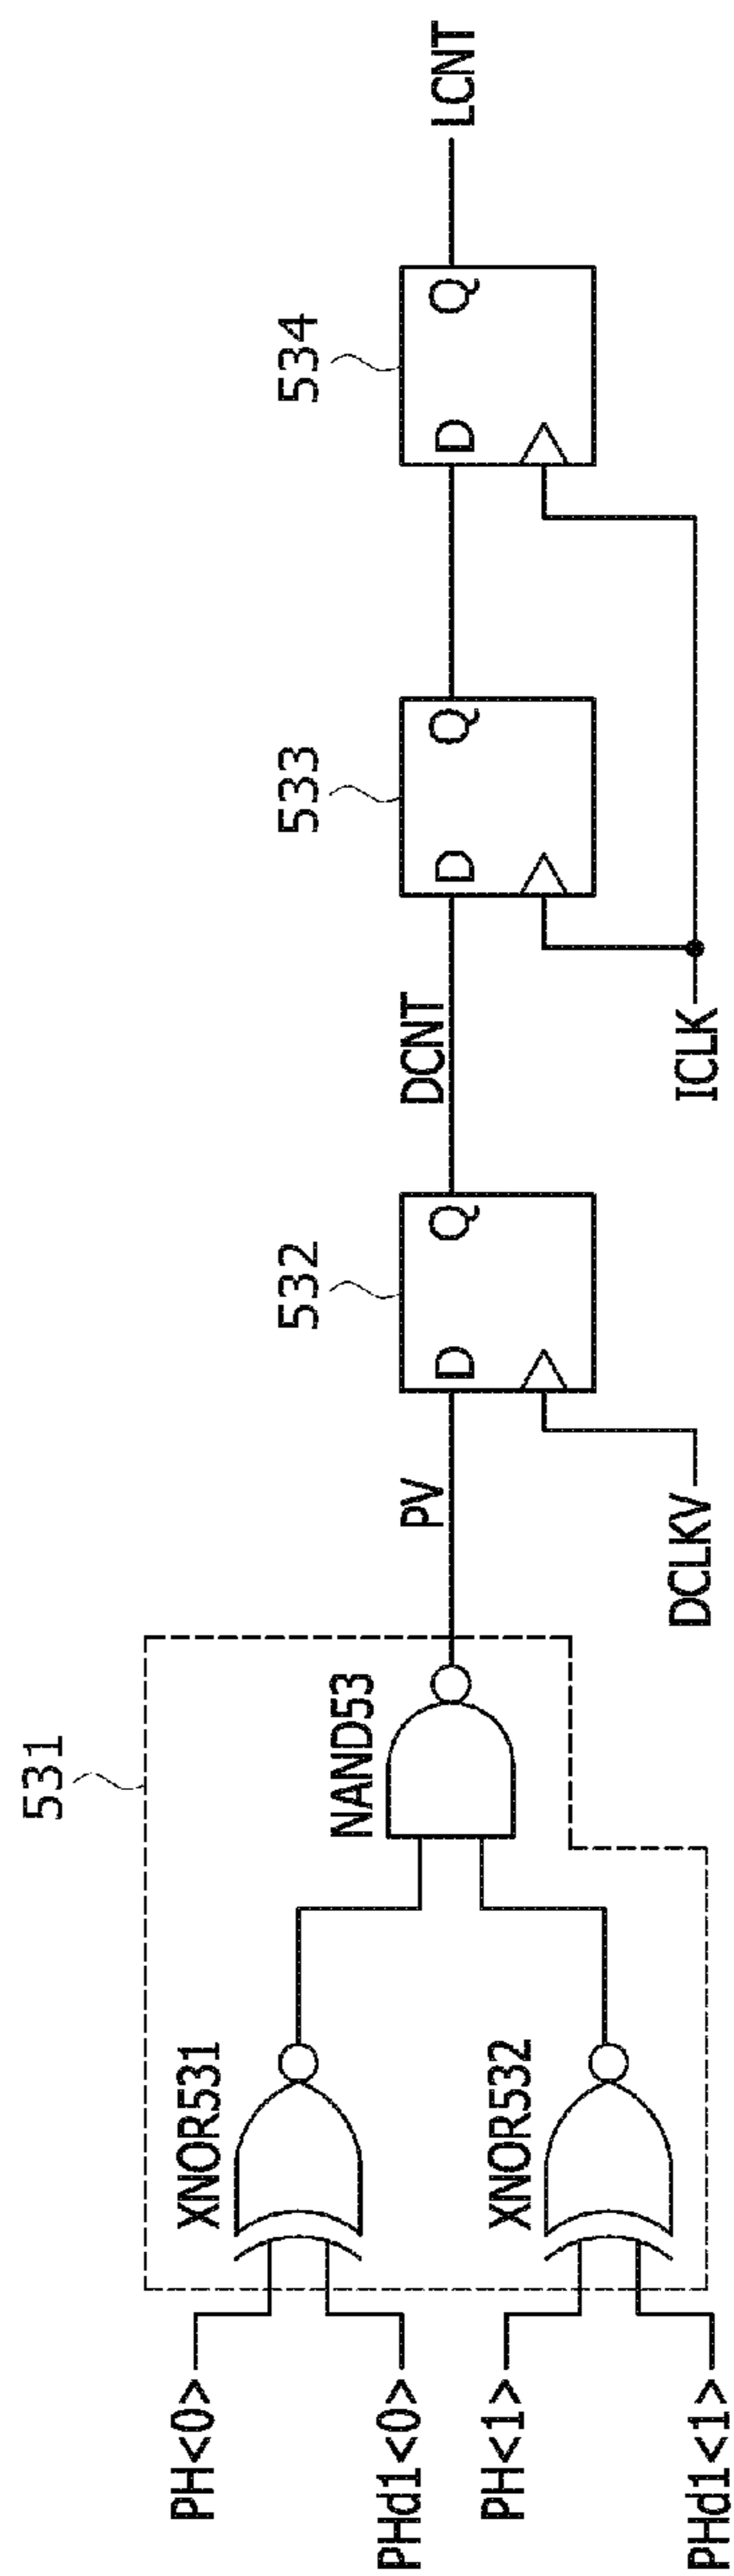 531
532
533
534
PH<0>
PHd1<0>
PH<1>
PHd1<1>
XNOR531
XNOR532
NAND53
PV
D
Q
DCLKV
DCNT
D
Q
ICLK
D
Q
LCNT